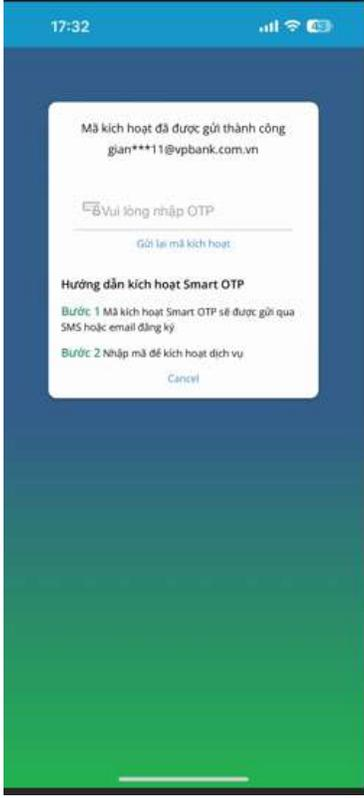 17:32
43
Mã kích hoạt đã được gửi thành công
gian***11@vpbank.com.vn
Vui lòng nhập OTP
Gửi lại mã kích hoạt
Hướng dẫn kích hoạt Smart OTP
Bước 1 Mã kích hoạt Smart OTP sẽ được gửi qua
SMS hoặc email đăng ký
Bước 2 Nhập mã để kích hoạt dịch vụ
Cancel